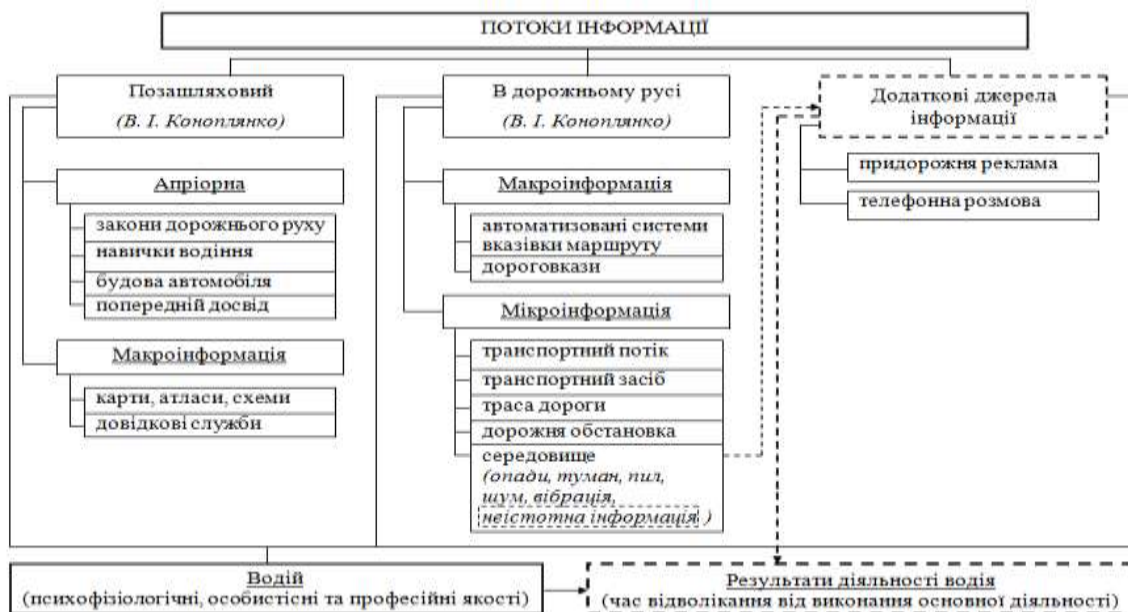 ПОТОКИ ІНФОРМАЦІЇ
Позашляховий
(В. І. Коноплянко)
Апріорна
закони дорожнього руху
навички водіння
будова автомобіля
попередній досвід
Макроінформація
карти, атласи, схеми
довідкові служби
В дорожньому русі
(В. І. Коноплянко)
Макроінформація
автоматизовані системи
вказівки маршруту
дороговкази
Мікроінформація
транспортний потік
транспортний засіб
траса дороги
дорожня обстановка
середовище
(опади, туман, пил,
шум, вібрація,
неістотна інформація )
Додаткові джерела
інформації
придорожня реклама
телефонна розмова
Водій
(психофізіологічні, особистісні та професійні якості)
Результати діяльності водія
(час відволікання від виконання основної діяльності)